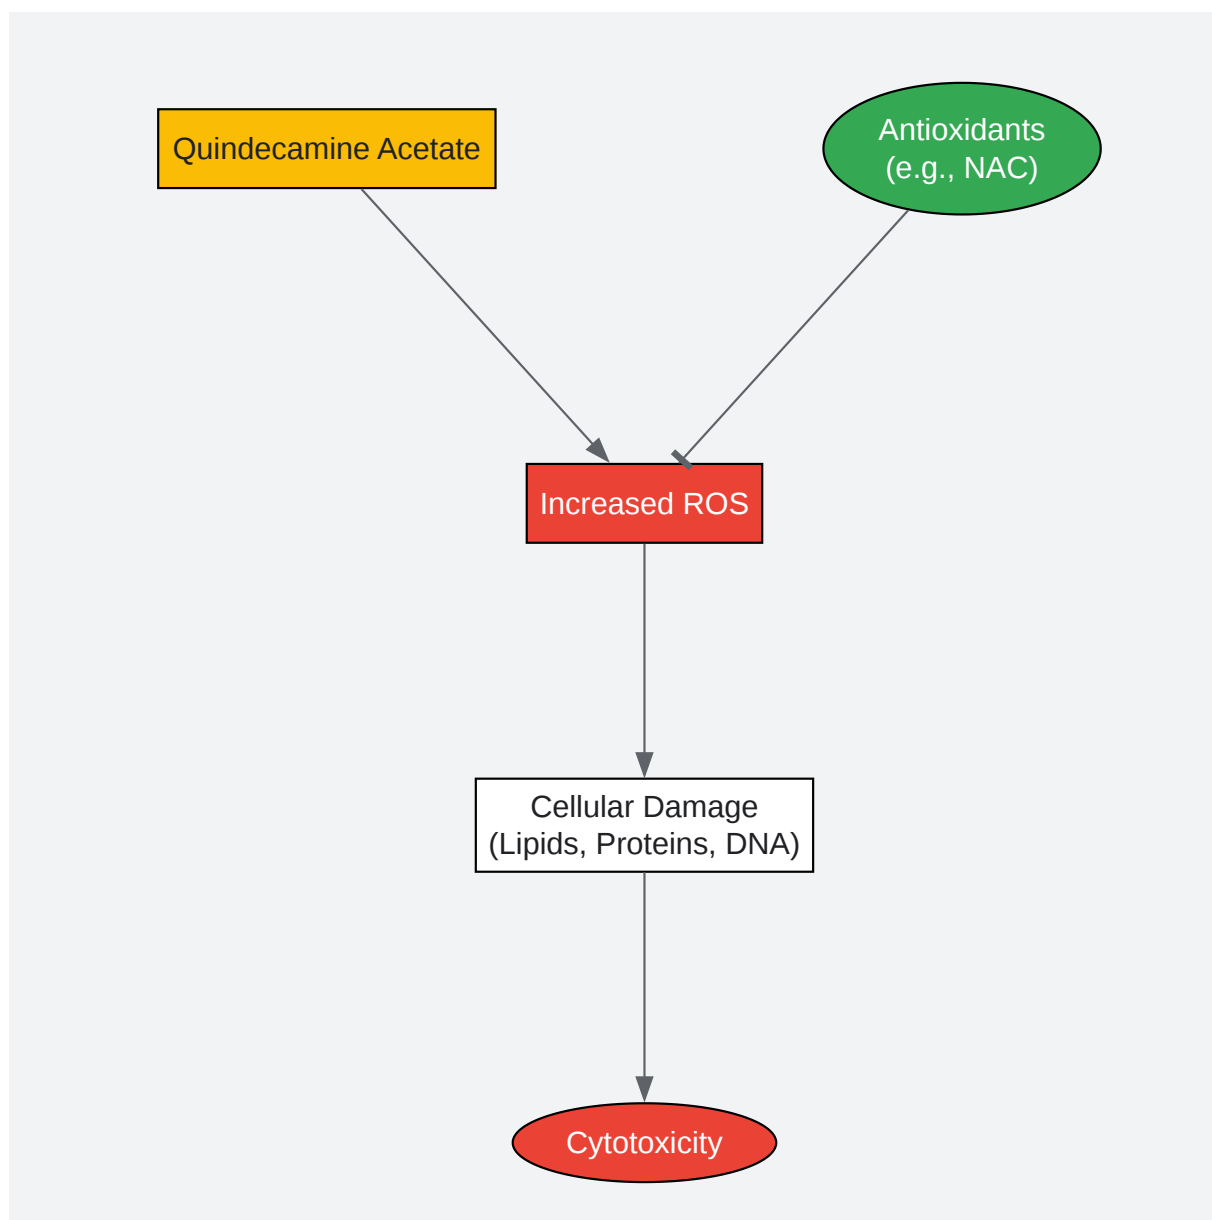 Quindecamine Acetate
Antioxidants
(e.g., NAC)
Increased ROS
Cellular Damage
(Lipids, Proteins, DNA)
Cytotoxicity